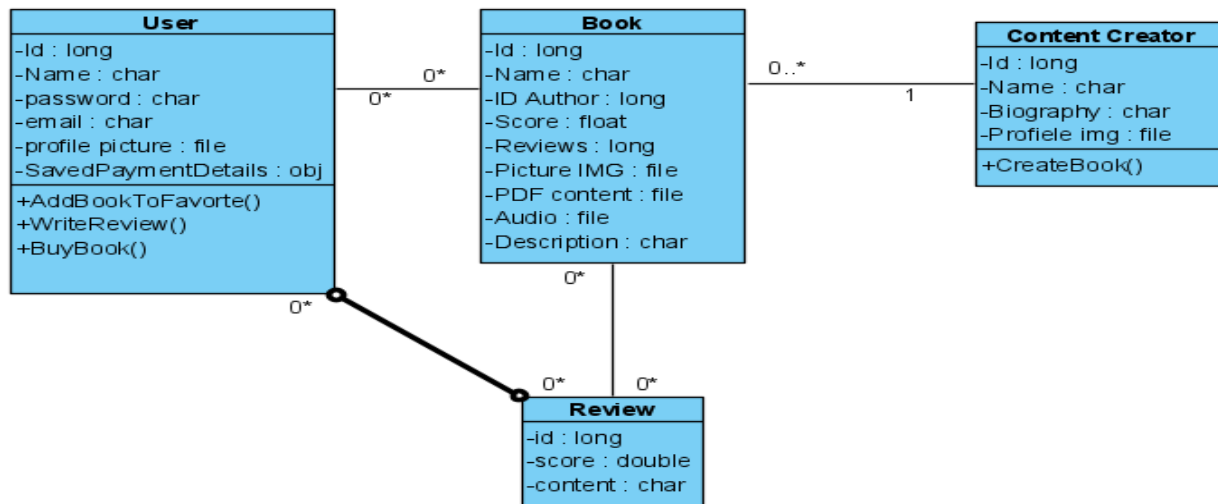 User
-Id : long
-Name : char
-password : char
-email : char
-profile picture : file
-SavedPaymentDetails : obj
+AddBookToFavorte()
+WriteReview()
+BuyBook()
0*
0*
Book
-Id : long
-Name : char
-ID Author : long
-Score : float
-Reviews : long
-Picture IMG : file
-PDF content : file
-Audio : file
-Description : char
0..*
1
Content Creator
-Id : long
-Name : char
-Biography : char
-Profiele img : file
+CreateBook()
0*
0*
0*
0*
Review
-id : long
-score : double
-content : char